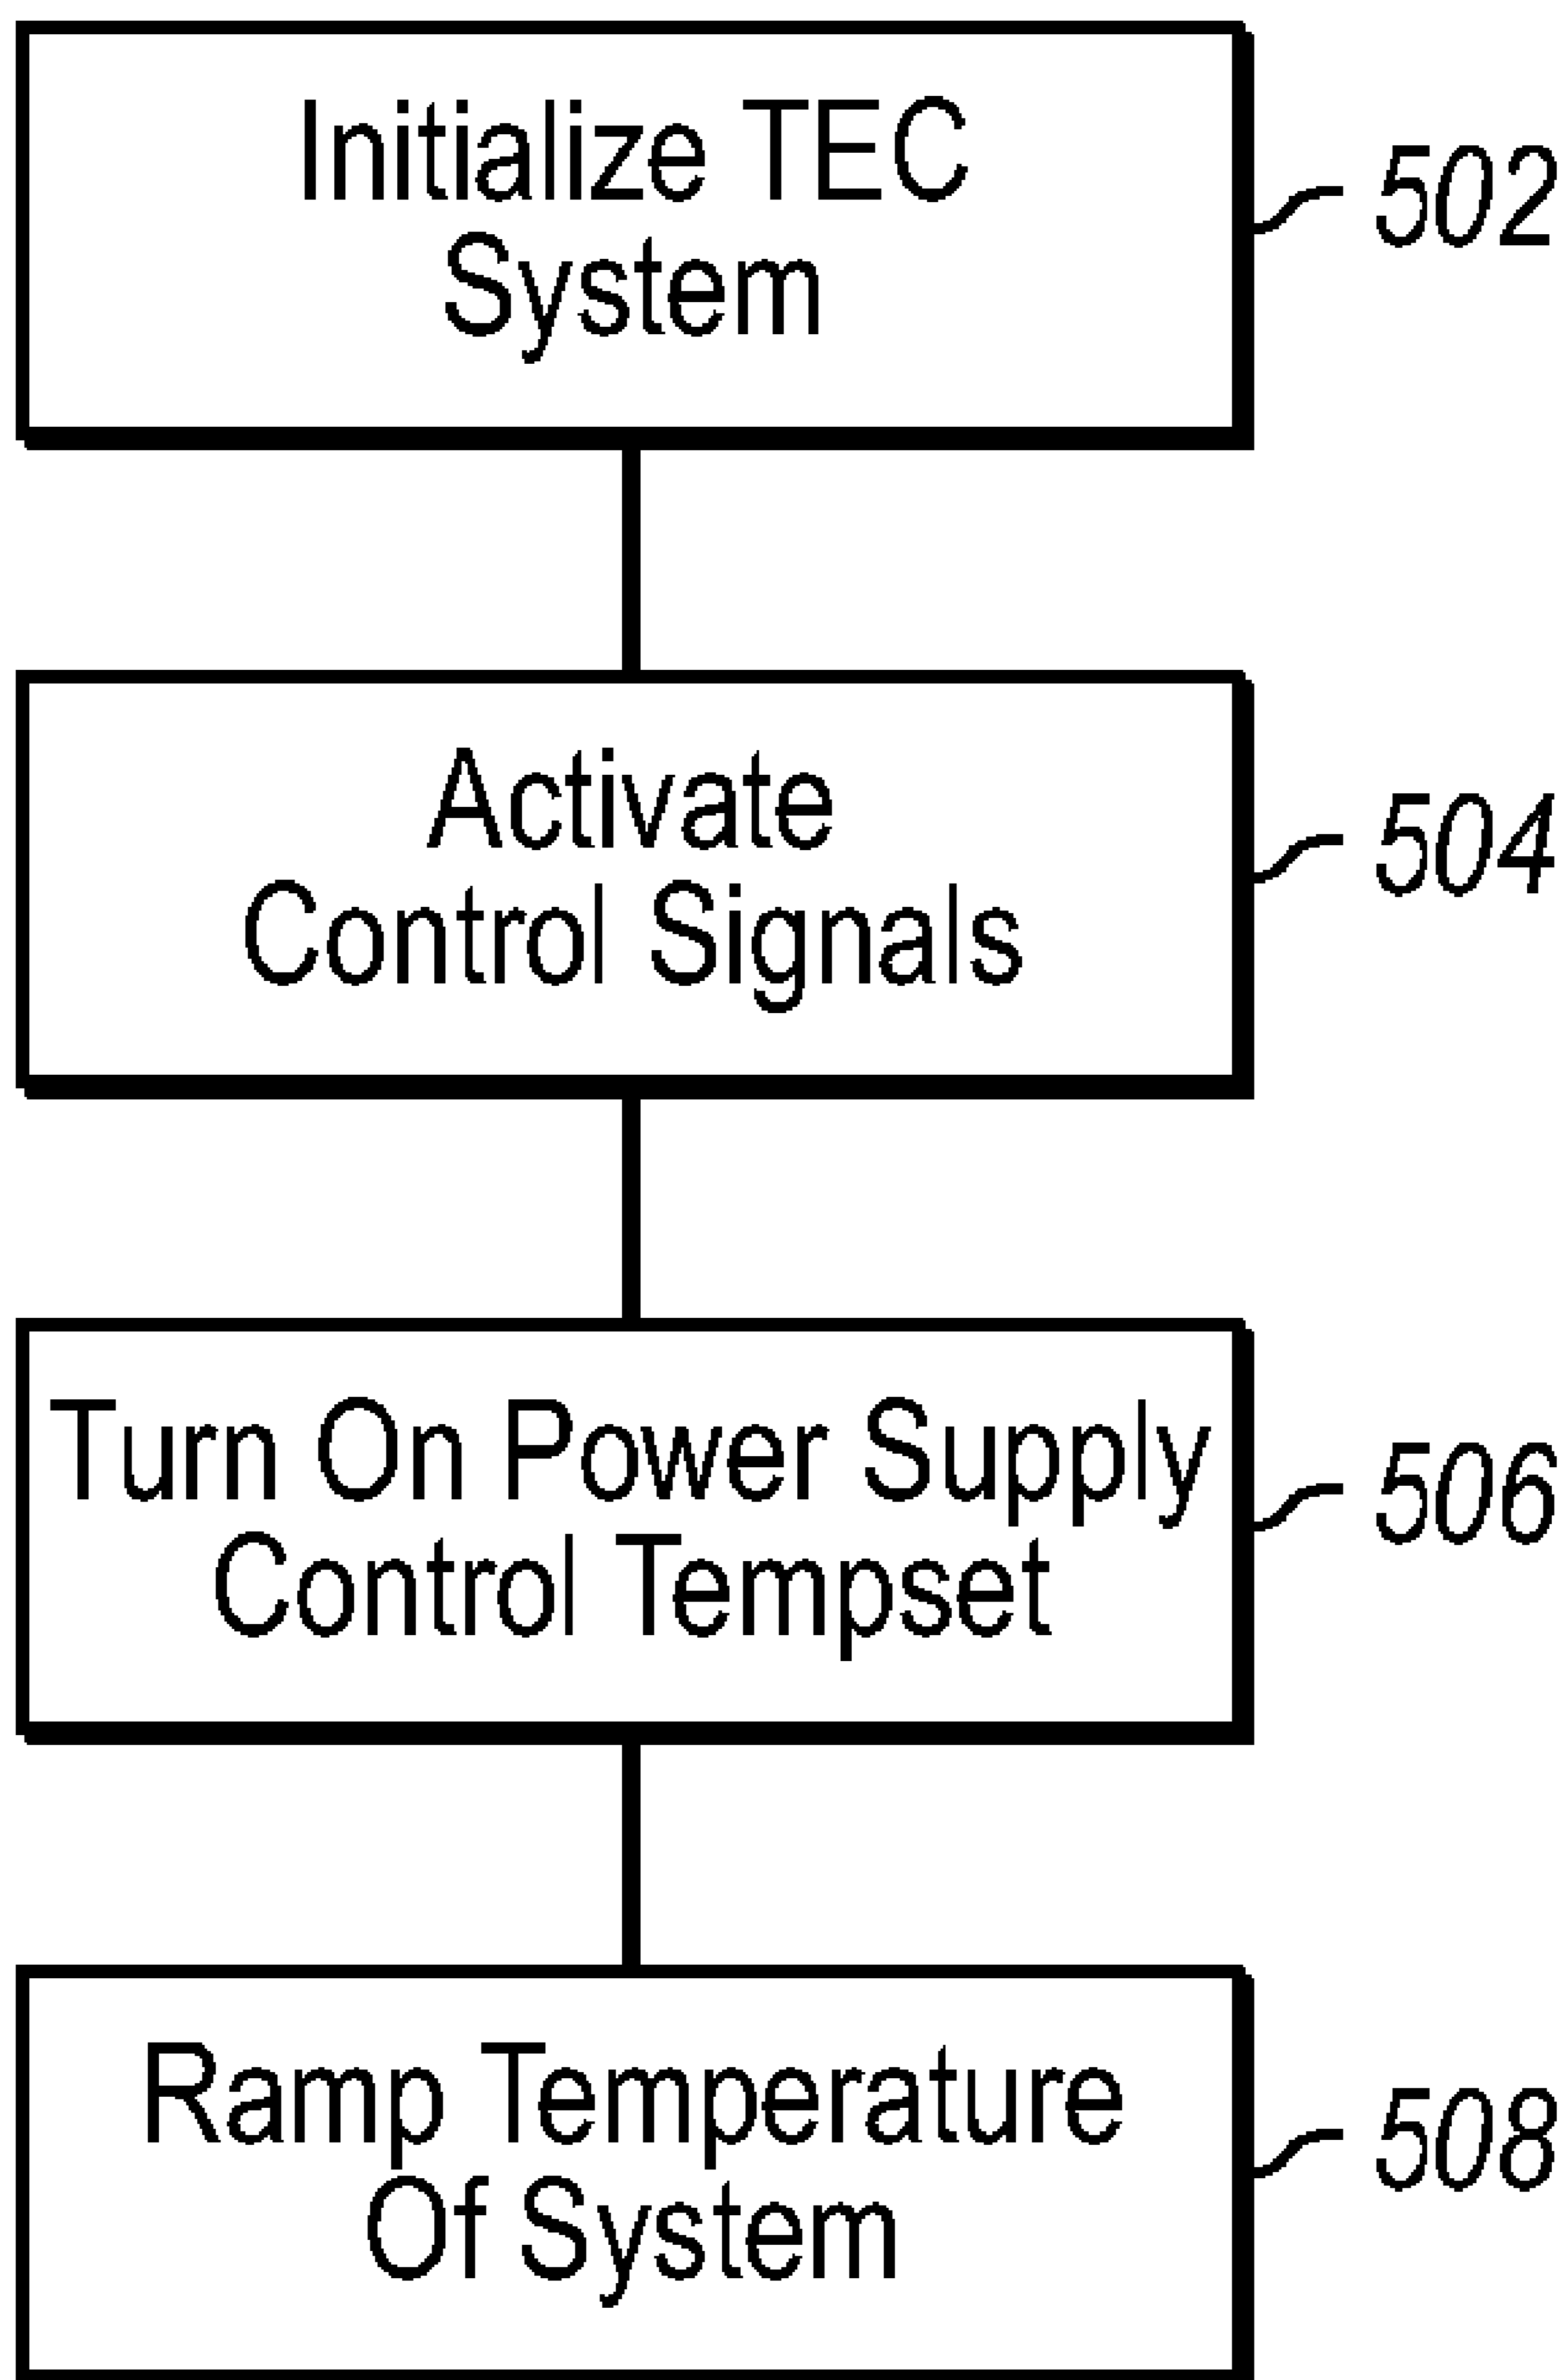 Initialize TEC
System
502
Activate
Control Signals
504
Turn On Power Supply
Control Tempset
506
Ramp Temperature
Of System
508